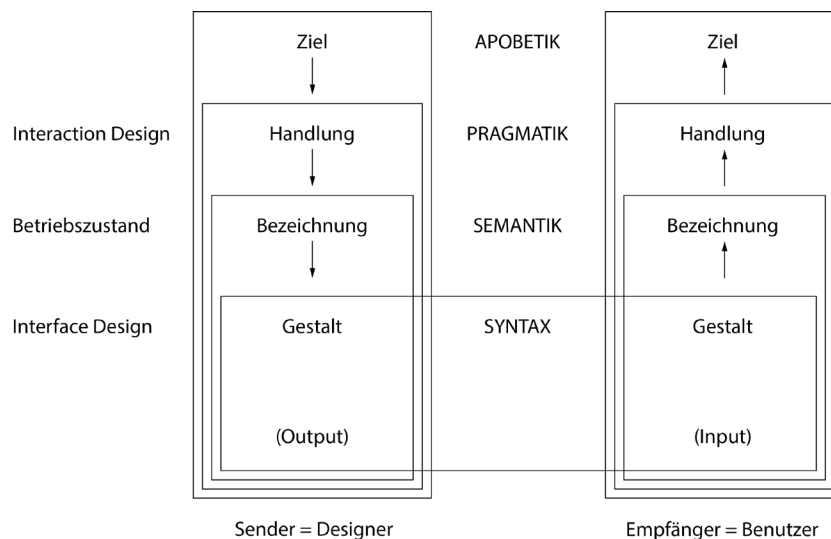 Ziel APOBETIK Ziel
Interaction Design Handlung PRAGMATIK Handlung
Betriebszustand Bezeichnung SEMANTIK Bezeichnung
Interface Design Gestalt SYNTAX Gestalt
(Output) (Input)
Sender = Designer Empfänger = Benutzer